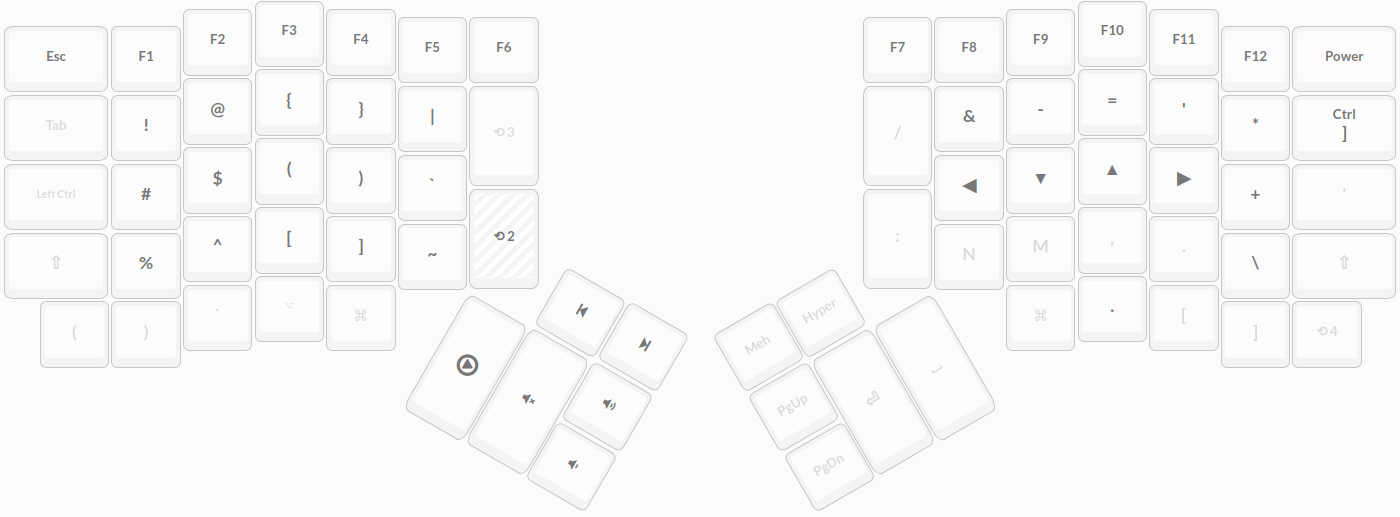 Esc F1 F2 F3 F4 F5 F6
F7 F8 F9 F10 F11 F12 Power
Tab ! @ { } | ⟲ 3
/ & - = ' * Ctrl ]
Left Ctrl # $ ( ) `
◀ ▼ ▲ ▶ + '
⇧ % ^ [ ] ~ ⟲ 2
: N M , . \ ⇧
( ) ` ⌥ ⌘
⌘ . [ ] ⟲ 4
Meh Hyper
PgUp
PgDn